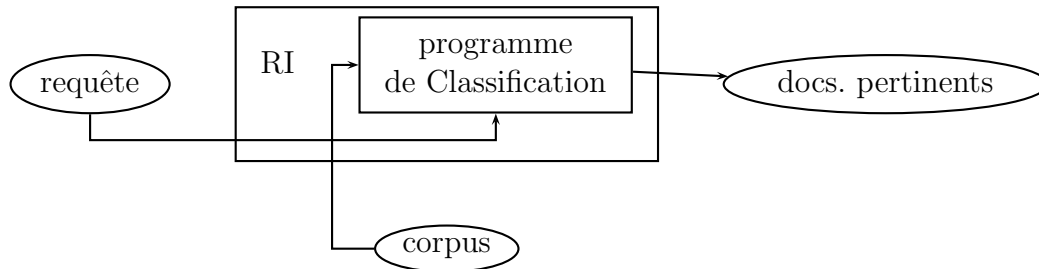 programme
RI
requête
de Classification
docs. pertinents
corpus